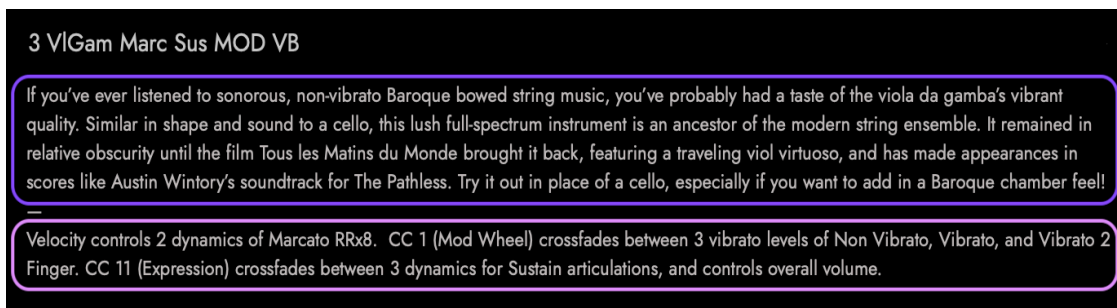 3 VlGam Marc Sus MOD VB
If you've ever listened to sonorous, non-vibrato Baroque bowed string music, you've probably had a taste of the viola da gamba's vibrant
quality. Similar in shape and sound to a cello, this lush full-spectrum instrument is an ancestor of the modern string ensemble. It remained in
relative obscurity until the film Tous les Matins du Monde brought it back, featuring a traveling viol virtuoso, and has made appearances in
scores like Austin Wintory's soundtrack for The Pathless. Try it out in place of a cello, especially if you want to add in a Baroque chamber feel!
—
Velocity controls 2 dynamics of Marcato RRx8. CC 1 (Mod Wheel) crossfades between 3 vibrato levels of Non Vibrato, Vibrato, and Vibrato 2
Finger. CC 11 (Expression) crossfades between 3 dynamics for Sustain articulations, and controls overall volume.